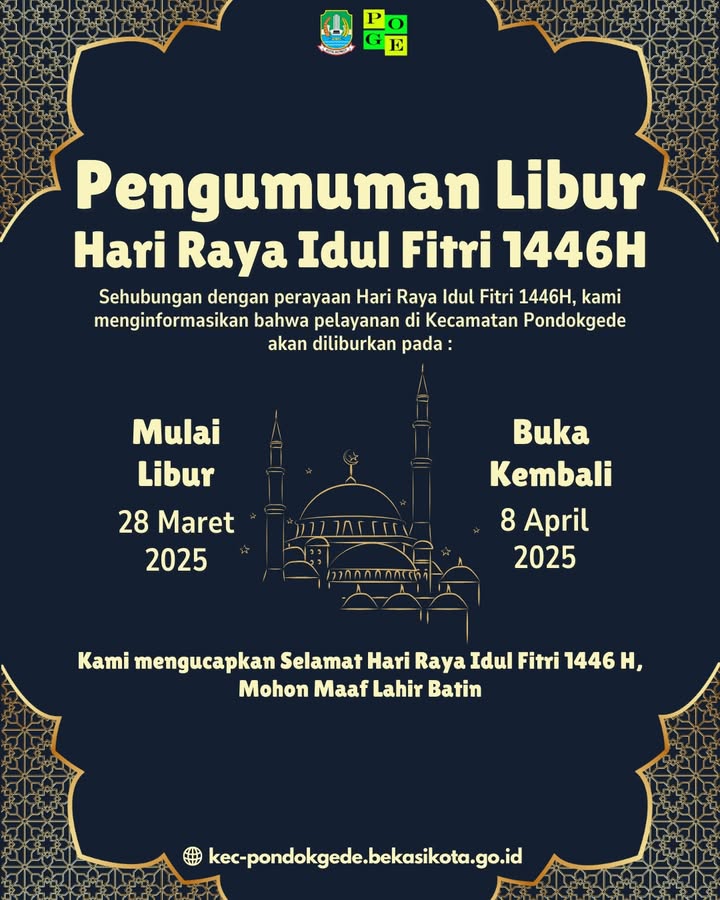 P O
G E
Pengumuman Libur
Hari Raya Idul Fitri 1446H
Sehubungan dengan perayaan Hari Raya Idul Fitri 1446H, kami
menginformasikan bahwa pelayanan di Kecamatan Pondokgede
akan diliburkan pada :
Mulai
Libur
28 Maret
2025
Buka
Kembali
8 April
2025
Kami mengucapkan Selamat Hari Raya Idul Fitri 1446 H,
Mohon Maaf Lahir Batin
kec-pondokgede.bekasikota.go.id